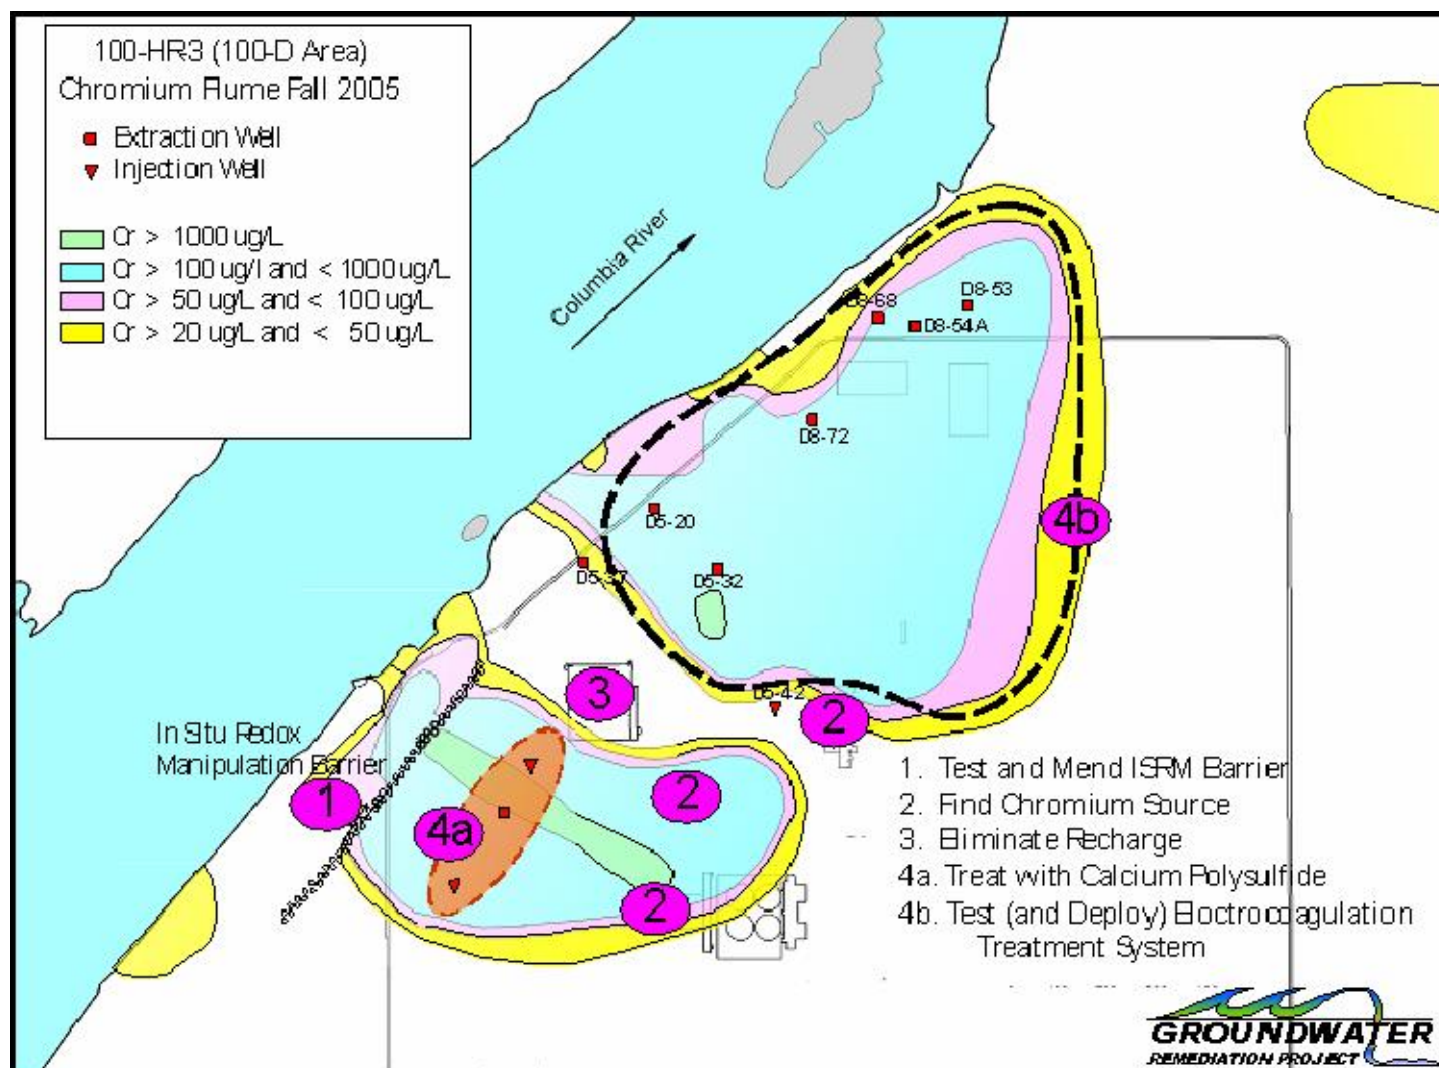 100-HR3 (100-D Area)
Chromium Plume Fall 2005
Extraction Well
Injection Well
Cr > 1000 ug/L
Cr > 100 ug/l and < 1000 ug/L
Cr > 50 ug/L and < 100 ug/L
Cr > 20 ug/L and < 50 ug/L
Columbia River
D8-53
D8-68
D8-54A
D8-72
4b
D5-20
D5-37
D5-32
3
D5-42
2
In Situ Redox
Manipulation Barrier
1
2
4a
2
1. Test and Mend ISRM Barrier
2. Find Chromium Source
3. Eliminate Recharge
4a. Treat with Calcium Polysulfide
4b. Test (and Deploy) Eloctrocoagulation
Treatment System
GROUNDWATER
REMEDIATION PROJECT